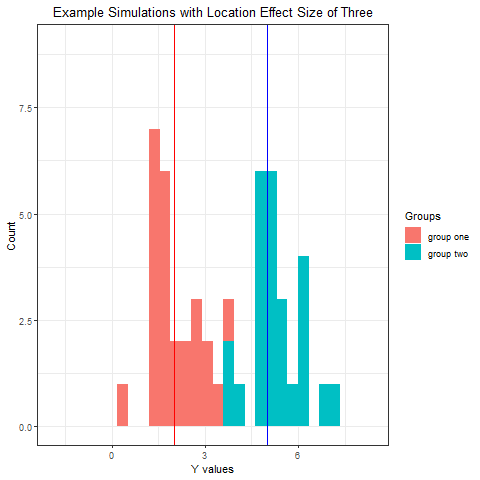 Example Simulations with Location Effect Size of Three
7.5
5.0
2.5
0.0
Count
0
3
6
Y values
Groups
group one
group two